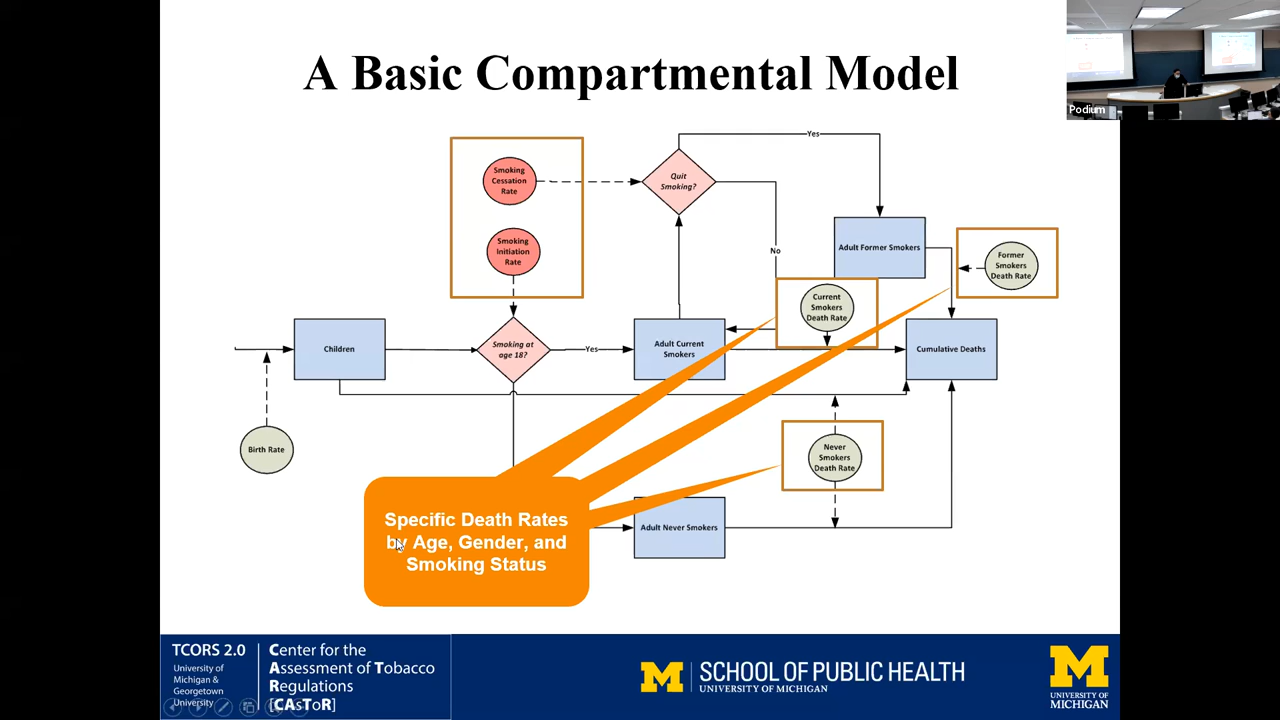 A Basic Compartmental Model
Podium
Yes
Smoking
Cessation
Rate
Quit
Smoking?
Smoking
Initiation
Rate
No
Adult Former Smokers
Former
Smokers
Death Rate
Current
Smokers
Death Rate
Children
Smoking at
age 18?
Yes
Adult Current
Smokers
Cumulative Deaths
Birth Rate
Never
Smokers
Death Rate
Specific Death Rates
by Age, Gender, and
Smoking Status
Adult Never Smokers
TCORS 2.0
University of
Michigan &
Georgetown
University
Center for the
Assessment of Tobacco
Regulations
[CAsToR]
M
SCHOOL OF PUBLIC HEALTH
UNIVERSITY OF MICHIGAN
M
UNIVERSITY OF
MICHIGAN